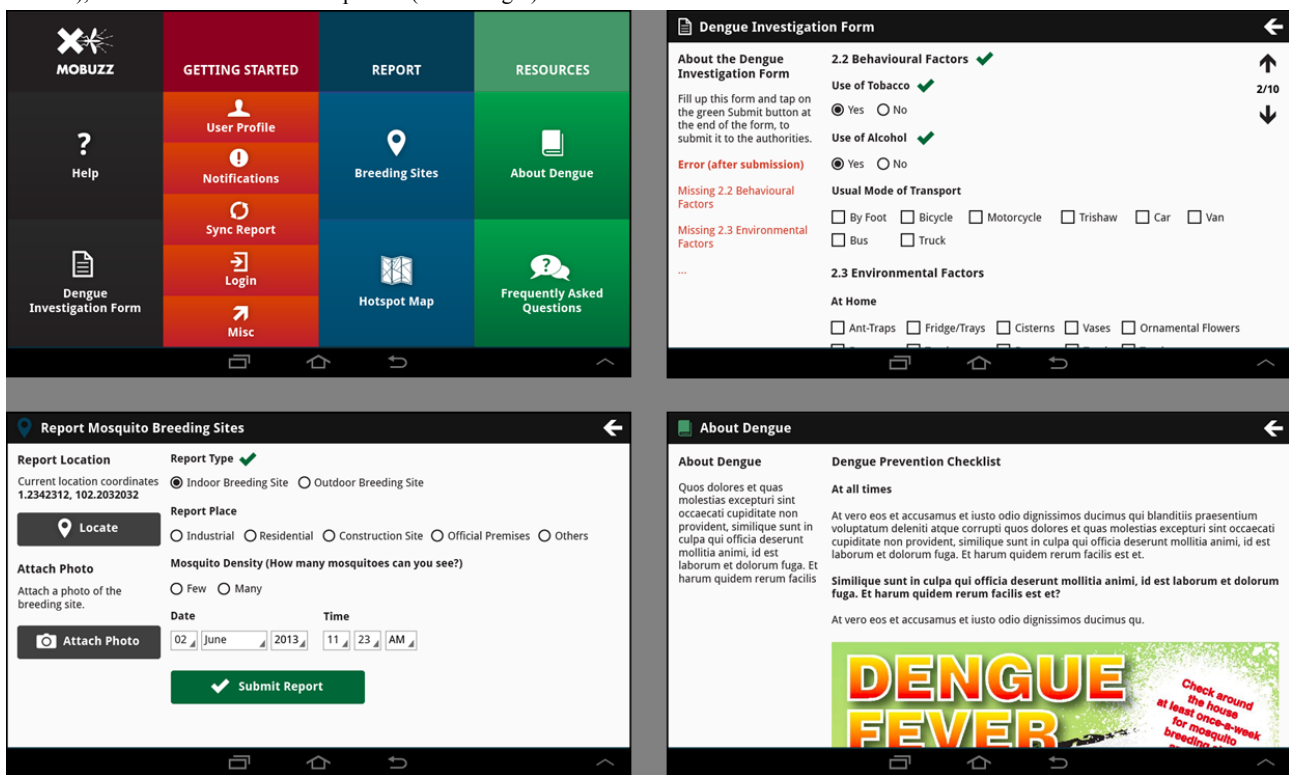 MOBUZZ
GETTING STARTED
REPORT
RESOURCES
? Help
User Profile
Notifications
Sync Report
Login
Misc
Breeding Sites
About Dengue
Dengue
Investigation Form
Hotspot Map
Frequently Asked
Questions
Dengue Investigation Form
About the Dengue
Investigation Form
Fill up this form and tap on
the green Submit button at
the end of the form, to
submit it to the authorities.
Error (after submission)
Missing 2.2 Behavioural
Factors
Missing 2.3 Environmental
Factors
...
2.2 Behavioural Factors
Use of Tobacco
Yes No
Use of Alcohol
Yes No
Usual Mode of Transport
By Foot Bicycle Motorcycle Trishaw Car Van
Bus Truck
2.3 Environmental Factors
At Home
Ant-Traps Fridge/Trays Cisterns Vases Ornamental Flowers
2/10
Report Mosquito Breeding Sites
Report Location
Current location coordinates
1.2342312, 102.2032032
Locate
Attach Photo
Attach a photo of the
breeding site.
Attach Photo
Report Type
Indoor Breeding Site Outdoor Breeding Site
Report Place
Industrial Residential Construction Site Official Premises Others
Mosquito Density (How many mosquitoes can you see?)
Few Many
Date Time
02 June 2013 11 23 AM
Submit Report
About Dengue
About Dengue
Quos dolores et quas
molestias excepturi sint
occaecati cupiditate non
provident, similique sunt in
culpa qui officia deserunt
mollitia animi, id est
laborum et dolorum fuga. Et
harum quidem rerum facilis
Dengue Prevention Checklist
At all times
At vero eos et accusamus et iusto odio dignissimos ducimus qui blanditiis praesentium
voluptatum deleniti atque corrupti quos dolores et quas molestias excepturi sint occaecati
cupiditate non provident, similique sunt in culpa qui officia deserunt mollitia animi, id est
laborum et dolorum fuga. Et harum quidem rerum facilis est et.
Similique sunt in culpa qui officia deserunt mollitia animi, id est laborum et dolorum
fuga. Et harum quidem rerum facilis est et?
At vero eos et accusamus et iusto odio dignissimos ducimus qu.
DENGUE
FEVER
Check around
the house
at least once-a-week
for mosquito
breeding